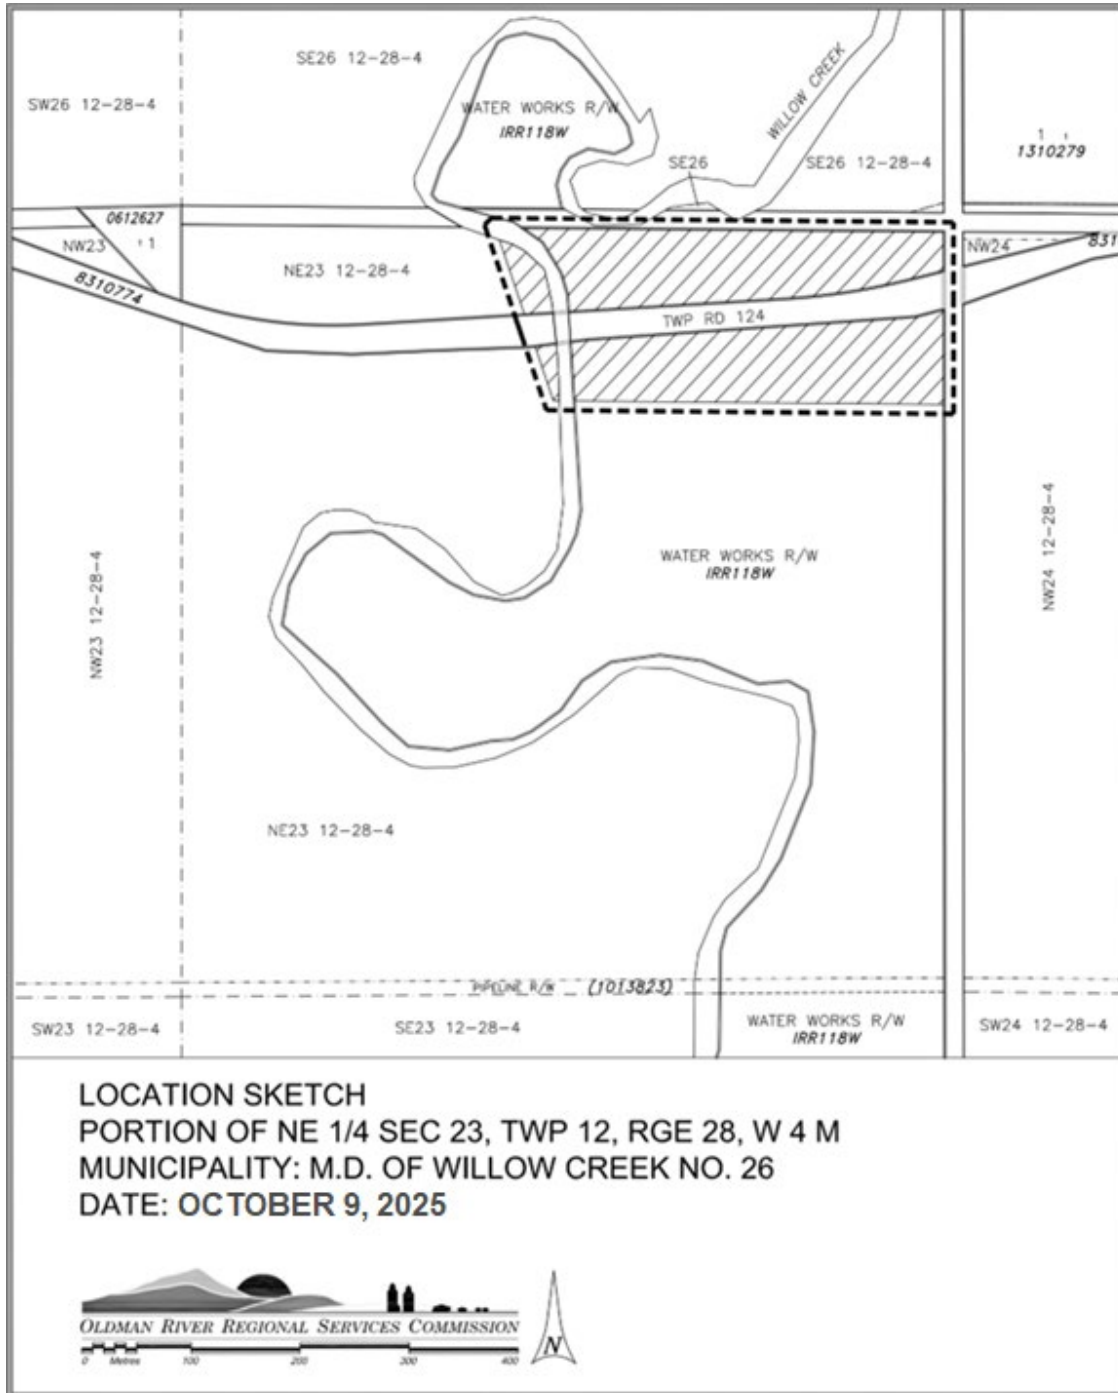 SE26 12-28-4
SW26 12-28-4
WATER WORKS R/W
IRR118W
WILLOW CREEK
SE26
SE26 12-28-4
1 1
1310279
0612627
NW23
1
NE23 12-28-4
8310774
TWP RD 124
NW24
831
WATER WORKS R/W
IRR118W
NW23 12-28-4
NW24 12-28-4
NE23 12-28-4
PIPELINE R/W (1013823)
SW23 12-28-4
SE23 12-28-4
WATER WORKS R/W
IRR118W
SW24 12-28-4
LOCATION SKETCH
PORTION OF NE 1/4 SEC 23, TWP 12, RGE 28, W 4 M
MUNICIPALITY: M.D. OF WILLOW CREEK NO. 26
DATE: OCTOBER 9, 2025
OLDMAN RIVER REGIONAL SERVICES COMMISSION
0 Metres 100 200 300 400
N